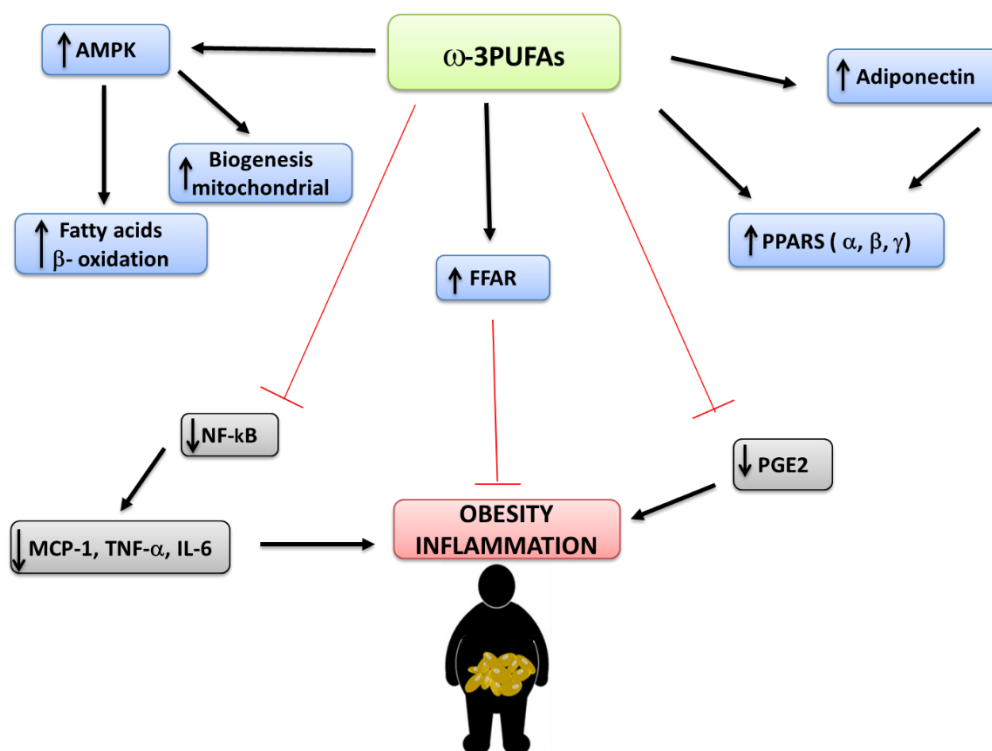 ω-3PUFAs
↑ AMPK
↑ Adiponectin
↑ Biogenesis
mitochondrial
↑ Fatty acids
β- oxidation
↑ PPARS ( α, β, γ)
↑ FFAR
↓ NF-kB
↓ PGE2
↓ MCP-1, TNF-α, IL-6
OBESITY
INFLAMMATION